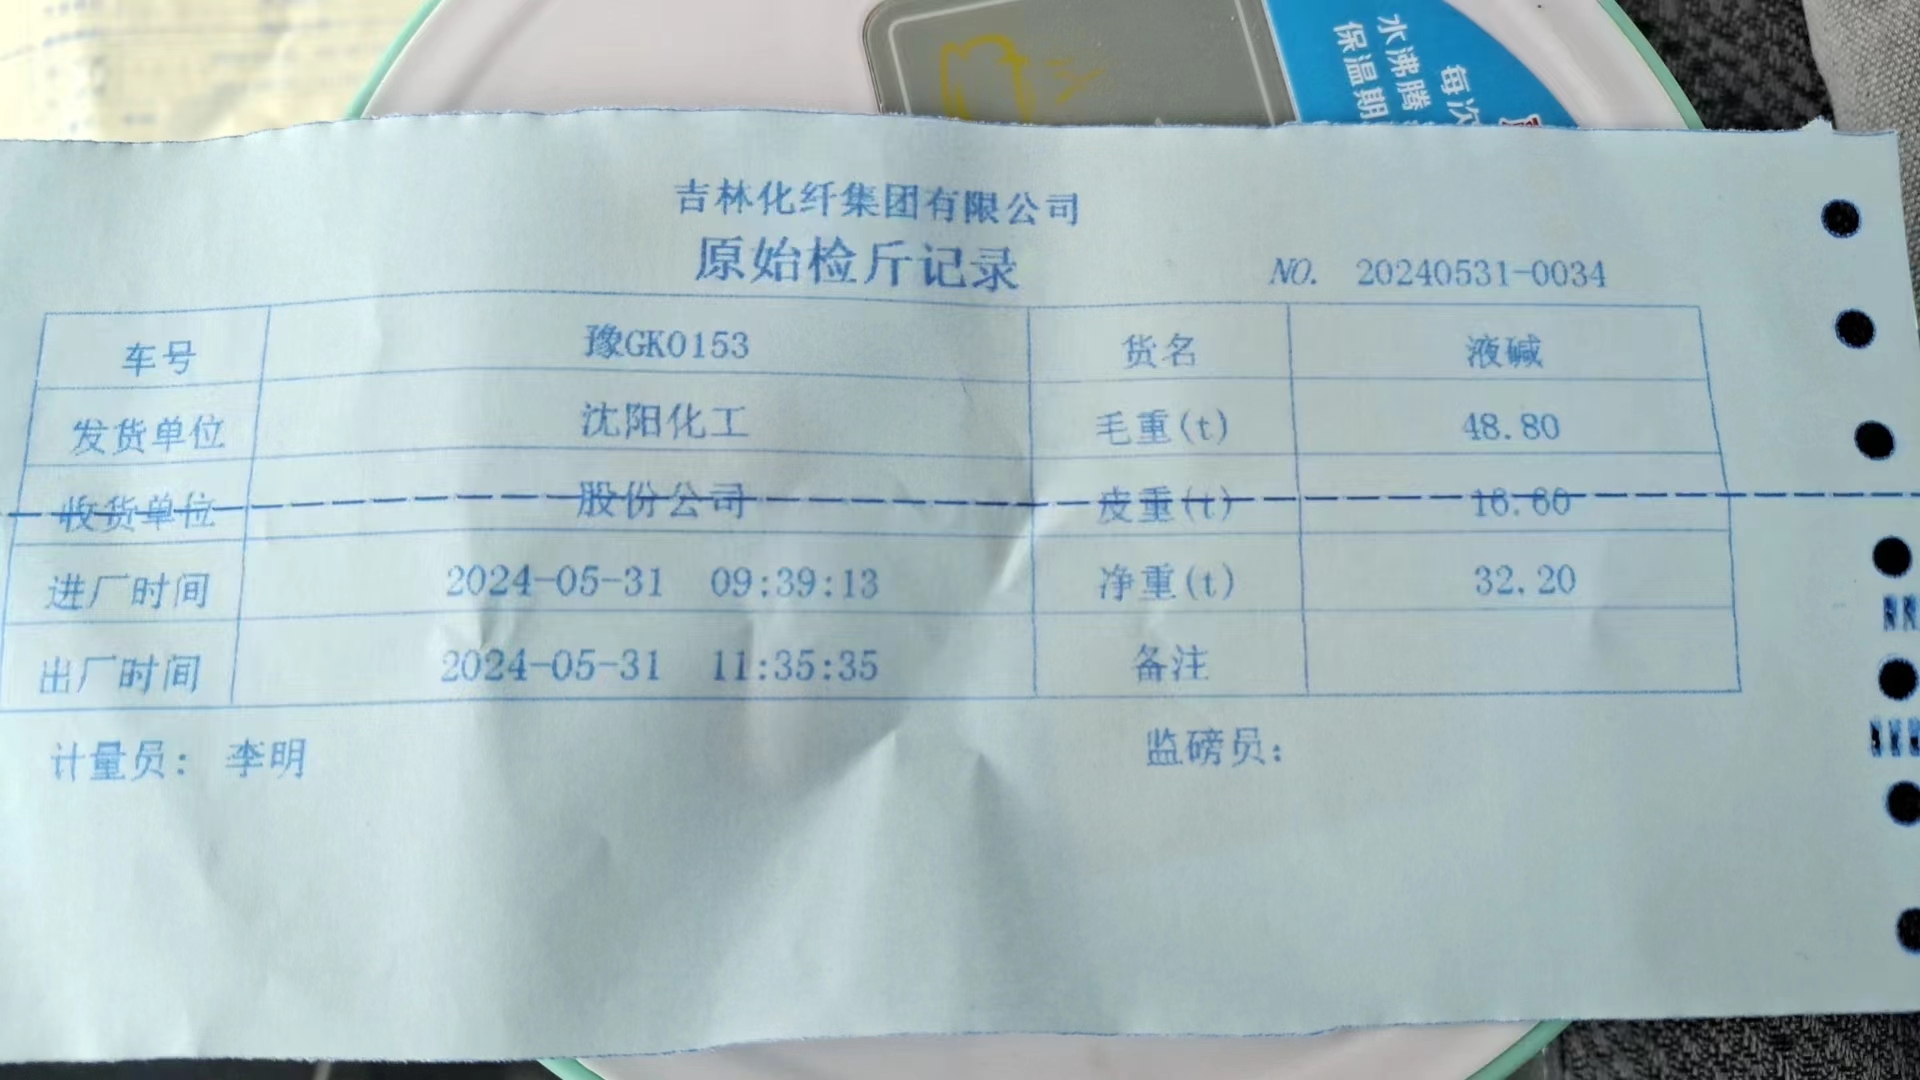 每次
水沸腾
保温期
吉林化纤集团有限公司
原始检斤记录
NO. 20240531-0034
车号 豫GK0153 货名 液碱
发货单位 沈阳化工 毛重(t) 48.80
收货单位 股份公司 皮重(t) 16.60
进厂时间 2024-05-31 09:39:13 净重(t) 32.20
出厂时间 2024-05-31 11:35:35 备注
计量员: 李明 监磅员: